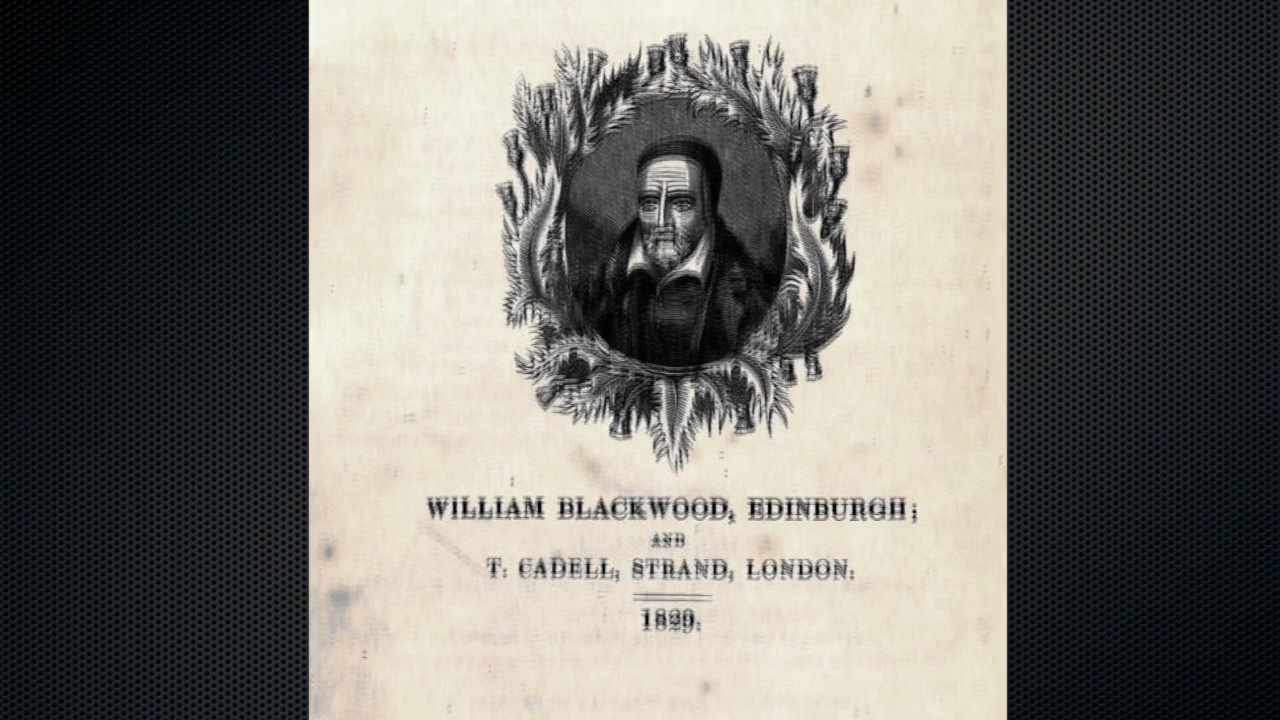 WILLIAM BLACKWOOD, EDINBURGH;
AND
T. CADELL, STRAND, LONDON.
1829.